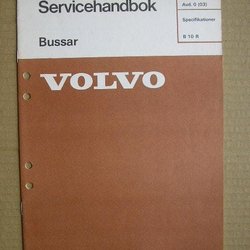 Servicehandbok
Bussar
Avd. 0 (03)
Specifikationer
B 10 R
VOLVO